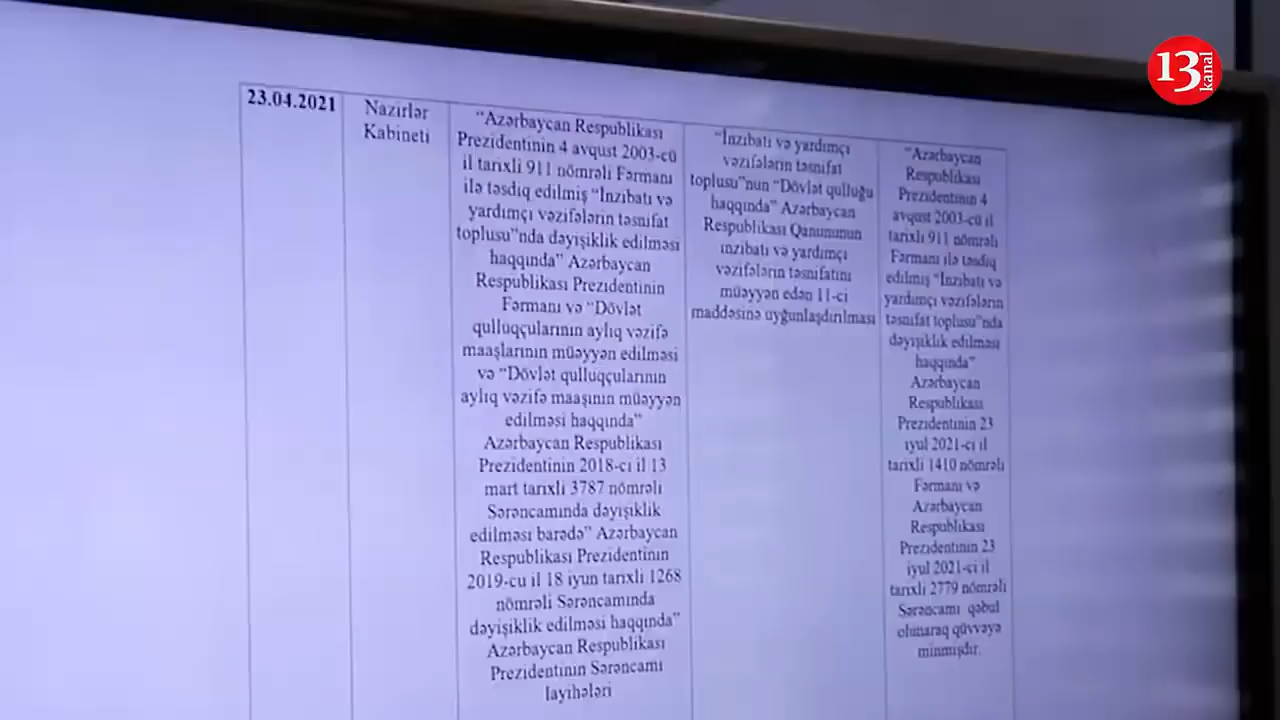 13
kanal
23.04.2021
Nazirlər
Kabineti
“Azərbaycan Respublikası
Prezidentinin 4 avqust 2003-cü
il tarixli 911 nömrəli Fərmanı
ilə təsdiq edilmiş “İnzibati və
yardımçı vəzifələrin təsnifat
toplusu”nda dəyişiklik edilməsi
haqqında” Azərbaycan
Respublikası Prezidentinin
Fərmanı və “Dövlət
qulluqçularının aylıq vəzifə
maaşlarının müəyyən edilməsi
və “Dövlət qulluqçularının
aylıq vəzifə maaşının müəyyən
edilməsi haqqında”
Azərbaycan Respublikası
Prezidentinin 2018-ci il 13
mart tarixli 3787 nömrəli
Sərəncamında dəyişiklik
edilməsi barədə” Azərbaycan
Respublikası Prezidentinin
2019-cu il 18 iyun tarixli 1268
nömrəli Sərəncamında
dəyişiklik edilməsi haqqında”
Azərbaycan Respublikası
Prezidentinin Sərəncamı
layihələri
“İnzibati və yardımçı
vəzifələrin təsnifat
toplusu”nun “Dövlət qulluğu
haqqında” Azərbaycan
Respublikası Qanununun
inzibati və yardımçı
vəzifələrin təsnifatını
müəyyən edən 11-ci
maddəsinə uyğunlaşdırılması
“Azərbaycan
Respublikası
Prezidentinin 4
avqust 2003-cü il
tarixli 911 nömrəli
Fərmanı ilə təsdiq
edilmiş “İnzibati və
yardımçı vəzifələrin
təsnifat toplusu”nda
dəyişiklik edilməsi
haqqında”
Azərbaycan
Respublikası
Prezidentinin 23
iyul 2021-ci il
tarixli 1410 nömrəli
Fərmanı və
Azərbaycan
Respublikası
Prezidentinin 23
iyul 2021-ci il
tarixli 2779 nömrəli
Sərəncamı qəbul
olunaraq qüvvəyə
minmişdir.